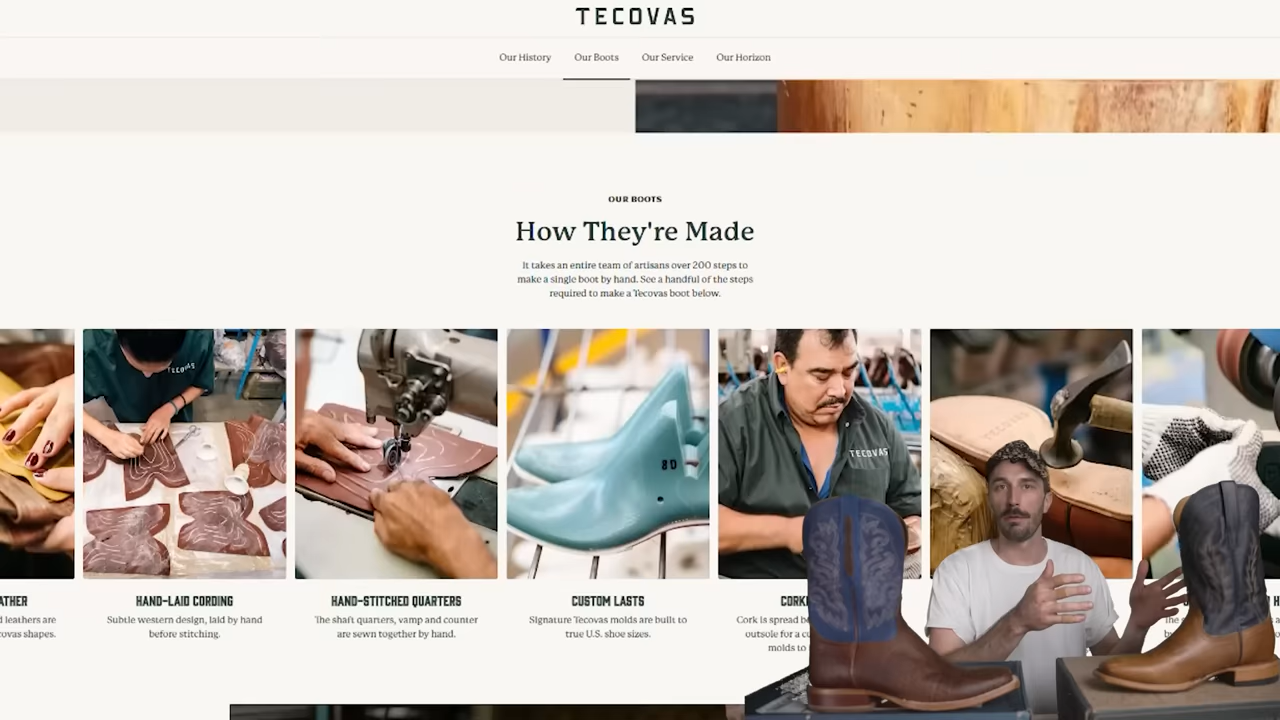 TECOVAS
Our History
Our Boots
Our Service
Our Horizon
OUR BOOTS
How They're Made
It takes an entire team of artisans over 200 steps to
make a single boot by hand. See a handful of the steps
required to make a Tecovas boot below.
TECOVAS
8D
TECOVAS
HAND-LAID CORDING
Subtle western design, laid by hand
before stitching.
HAND-STITCHED QUARTERS
The shaft quarters, vamp and counter
are sewn together by hand.
CUSTOM LASTS
Signature Tecovas molds are built to
true U.S. shoe sizes.
Cork is spread
outsole for a
molds to
leathers are
shapes.